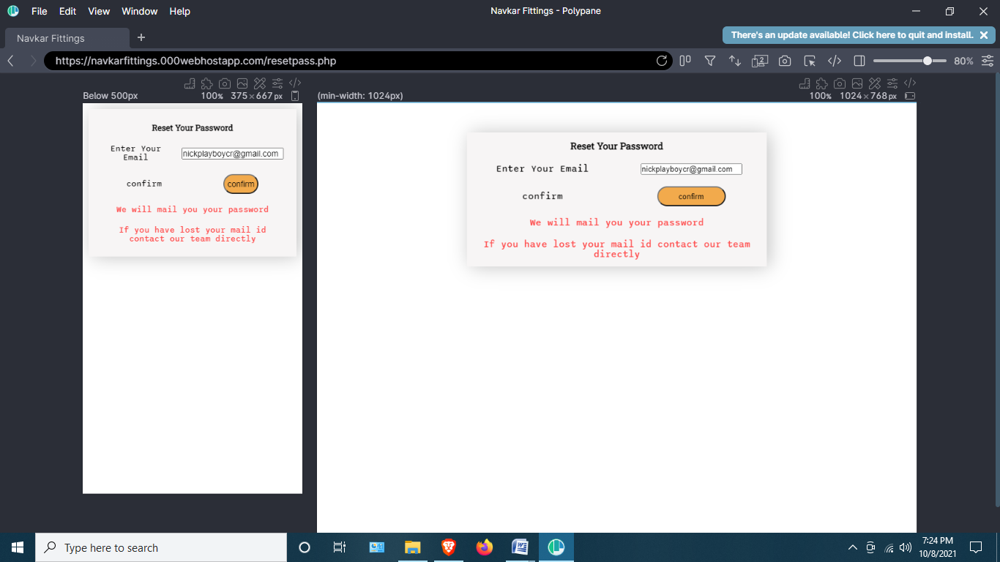 File Edit View Window Help
Navkar Fittings - Polypane
Navkar Fittings
There's an update available! Click here to quit and install.
https://navkarfittings.000webhostapp.com/resetpass.php
2
80%
Below 500px
100% 375 × 667 px
(min-width: 1024px)
100% 1024 × 768 px
Reset Your Password
Enter Your
Email
nickplayboycr@gmail.com
confirm
confirm
We will mail you your password
If you have lost your mail id
contact our team directly
Reset Your Password
Enter Your Email
nickplayboycr@gmail.com
confirm
confirm
We will mail you your password
If you have lost your mail id contact our team
directly
Type here to search
7:24 PM
10/8/2021